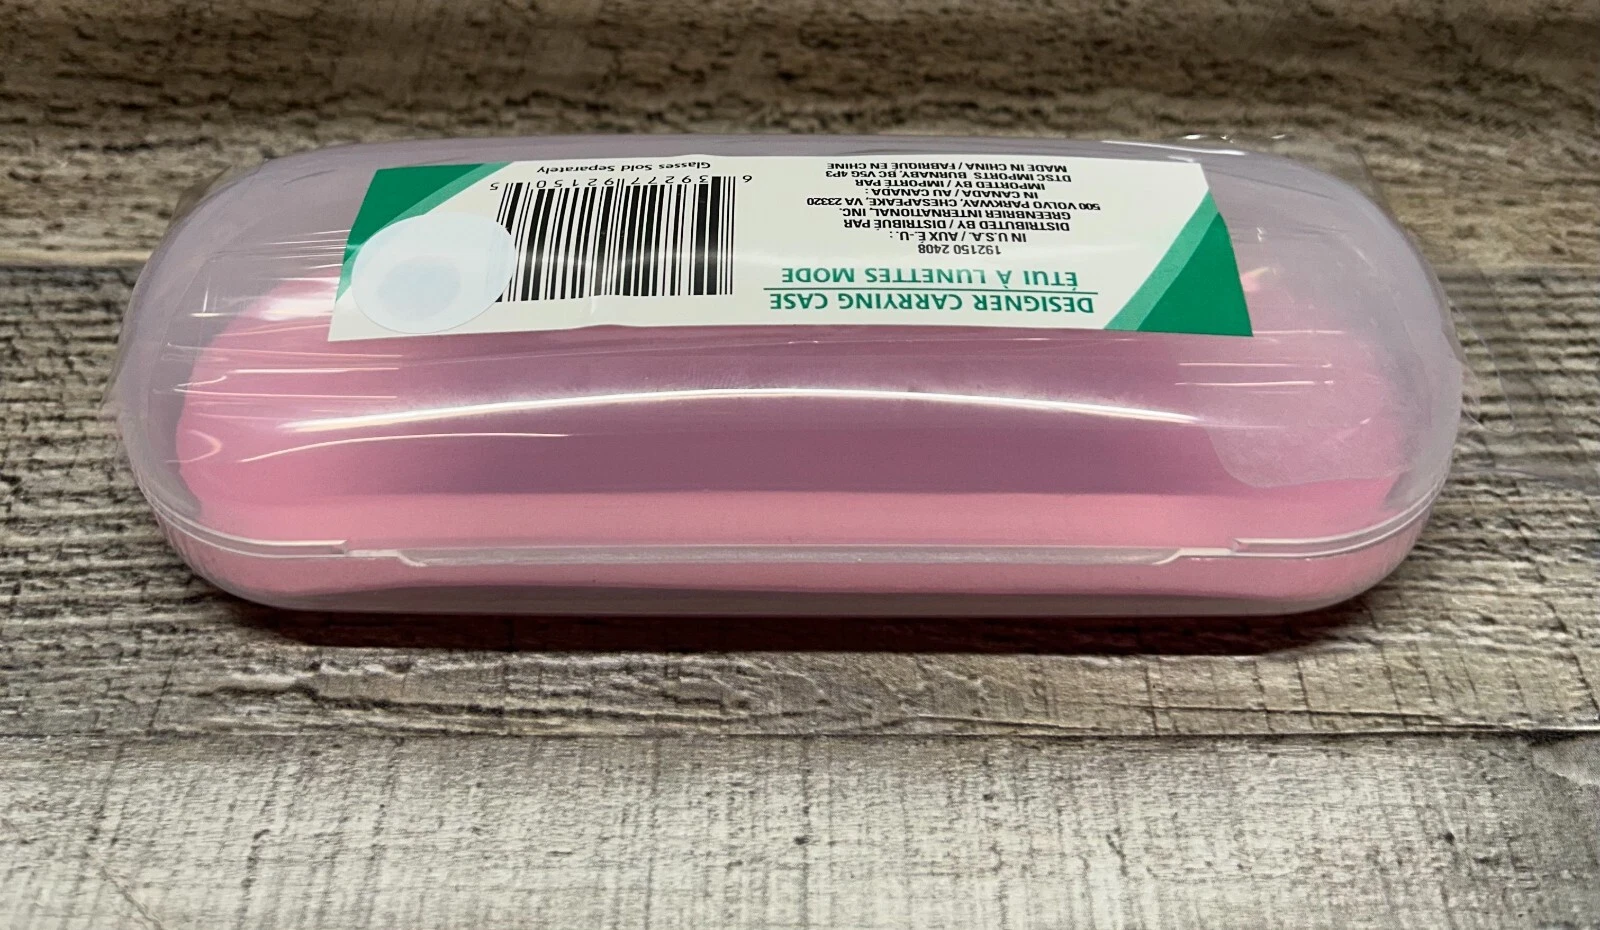 DESIGNER CARRYING CASE
ÉTUI À LUNETTES MODE
192150 2408
IN U.S.A. / AUX É.-U.:
DISTRIBUTED BY / DISTRIBUÉ PAR
GREENBRIER INTERNATIONAL, INC.
500 VOLVO PARKWAY, CHESAPEAKE, VA 23320
IN CANADA / AU CANADA :
IMPORTED BY / IMPORTÉ PAR
DTSC IMPORTS, BURNABY, BC V5G 4P3
MADE IN CHINA / FABRIQUÉ EN CHINE
6 39277 92150 5
Glasses Sold Separately